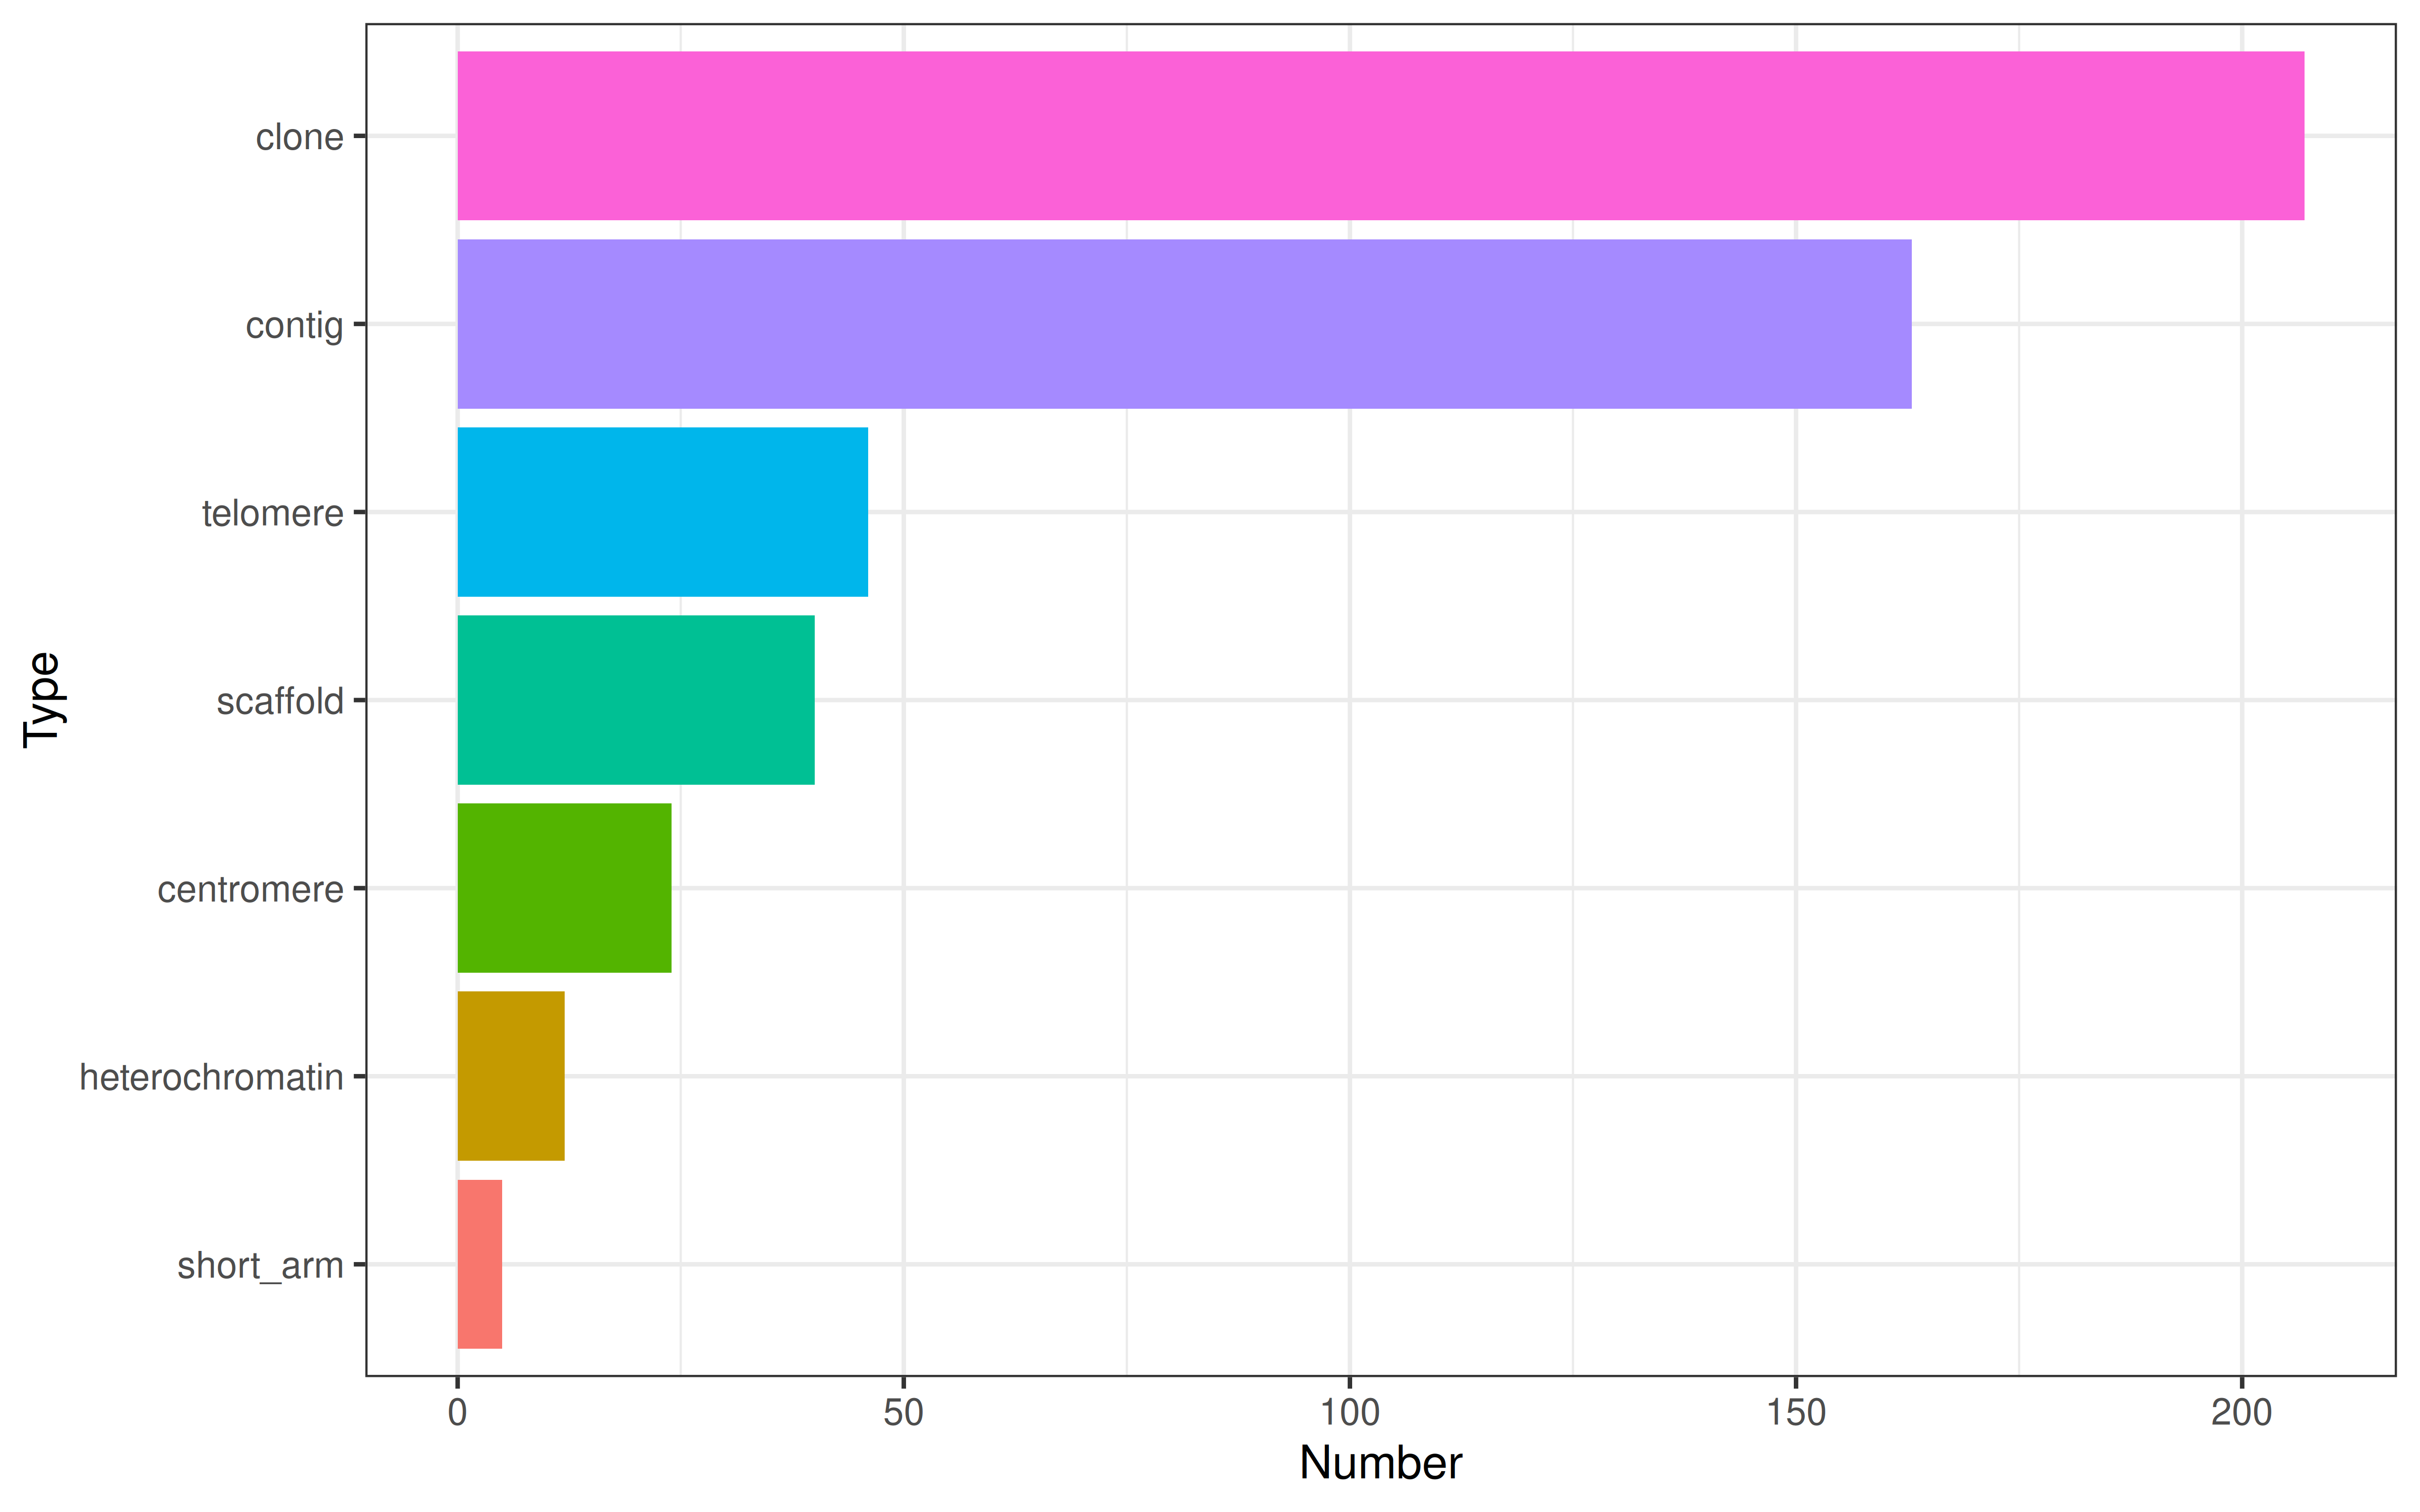 clone
contig
telomere
scaffold
centromere
heterochromatin
short_arm
Type
0 50 100 150 200
Number